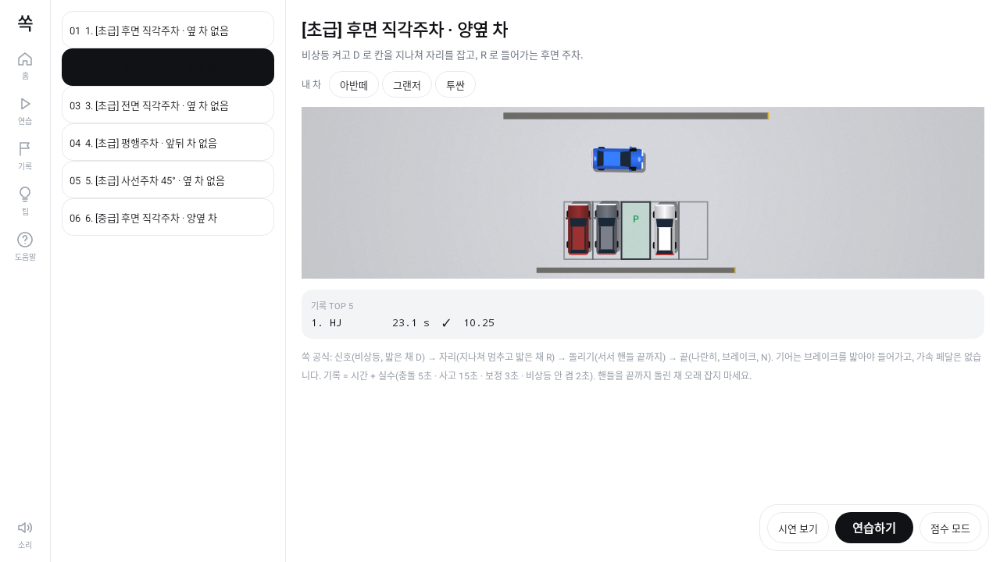 쏙
홈
연습
기록
팁
도움말
소리
01 1. [초급] 후면 직각주차 · 옆 차 없음
03 3. [초급] 전면 직각주차 · 옆 차 없음
04 4. [초급] 평행주차 · 앞뒤 차 없음
05 5. [초급] 사선주차 45° · 옆 차 없음
06 6. [중급] 후면 직각주차 · 양옆 차
[초급] 후면 직각주차 · 양옆 차
비상등 켜고 D 로 칸을 지나쳐 자리를 잡고, R 로 들어가는 후면 주차.
내 차 아반떼 그랜저 투싼
P
기록 TOP 5
1. HJ 23.1 s ✓ 10.25
쏙 공식: 신호(비상등, 밟은 채 D) → 자리(지나쳐 멈추고 밟은 채 R) → 돌리기(서서 핸들 끝까지) → 끝(나란히, 브레이크, N). 기어는 브레이크를 밟아야 들어가고, 가속 페달은 없습
니다. 기록 = 시간 + 실수(충돌 5초 · 사고 15초 · 보정 3초 · 비상등 안 켬 2초). 핸들을 끝까지 돌린 채 오래 잡지 마세요.
시연 보기 연습하기 점수 모드